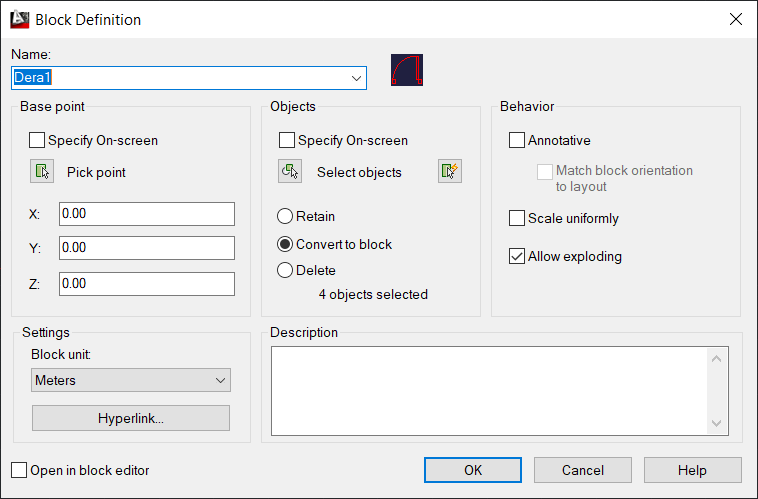 Block Definition
Name:
Dera1
Base point
Specify On-screen
Pick point
X: 0.00
Y: 0.00
Z: 0.00
Objects
Specify On-screen
Select objects
Retain
Convert to block
Delete
4 objects selected
Behavior
Annotative
Match block orientation
to layout
Scale uniformly
Allow exploding
Settings
Block unit:
Meters
Hyperlink...
Description
Open in block editor
OK
Cancel
Help